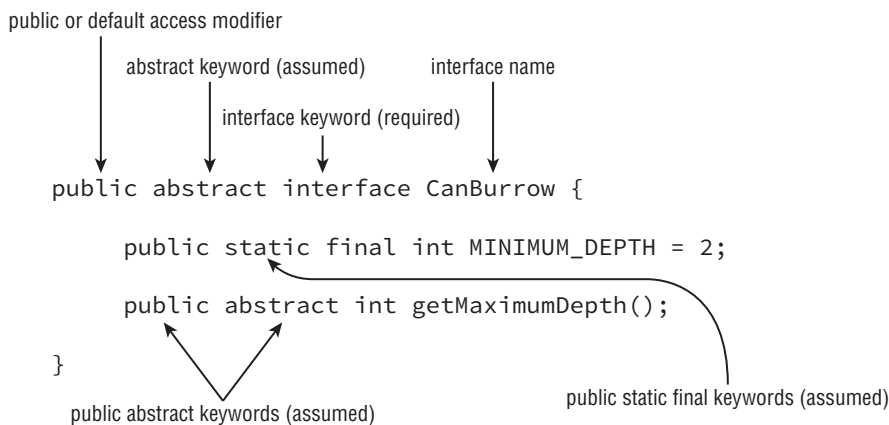 public or default access modifier
abstract keyword (assumed)
interface name
interface keyword (required)
public abstract interface CanBurrow {
public static final int MINIMUM_DEPTH = 2;
public abstract int getMaximumDepth();
}
public abstract keywords (assumed)
public static final keywords (assumed)